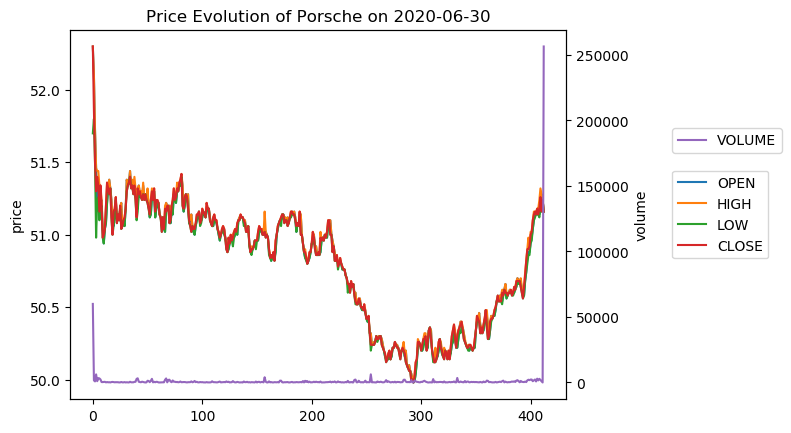 Price Evolution of Porsche on 2020-06-30
price
52.0
51.5
51.0
50.5
50.0
0
100
200
300
400
250000
200000
150000
100000
50000
0
volume
VOLUME
OPEN
HIGH
LOW
CLOSE